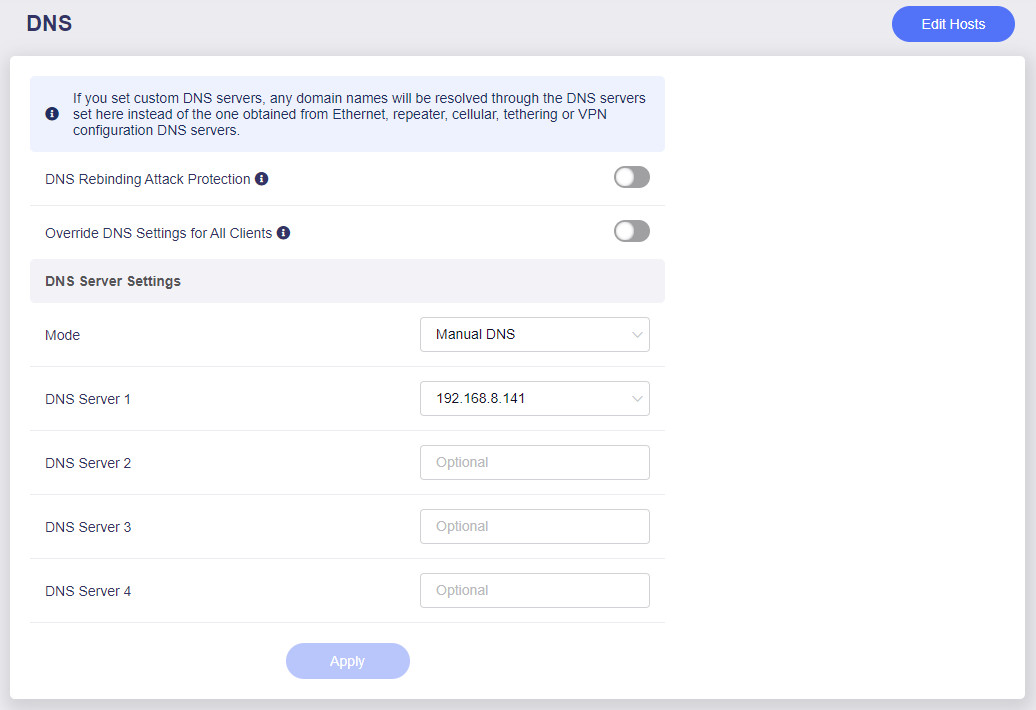 DNS
Edit Hosts
If you set custom DNS servers, any domain names will be resolved through the DNS servers
set here instead of the one obtained from Ethernet, repeater, cellular, tethering or VPN
configuration DNS servers.
DNS Rebinding Attack Protection
Override DNS Settings for All Clients
DNS Server Settings
Mode
Manual DNS
DNS Server 1
192.168.8.141
DNS Server 2
Optional
DNS Server 3
Optional
DNS Server 4
Optional
Apply